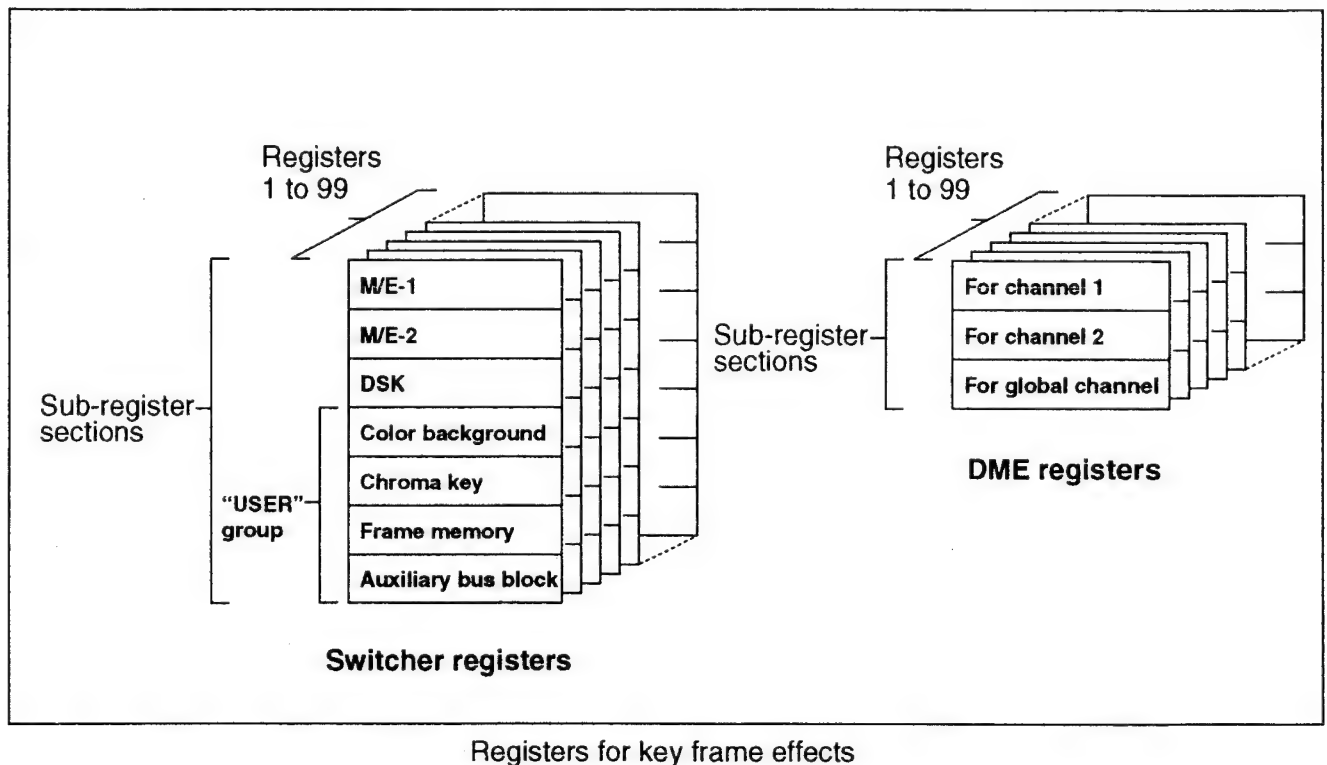 Registers
1 to 99
Sub-register
sections
M/E-1
M/E-2
DSK
Color background
Chroma key
Frame memory
Auxiliary bus block
“USER”
group
Switcher registers
Registers
1 to 99
Sub-register
sections
For channel 1
For channel 2
For global channel
DME registers
Registers for key frame effects